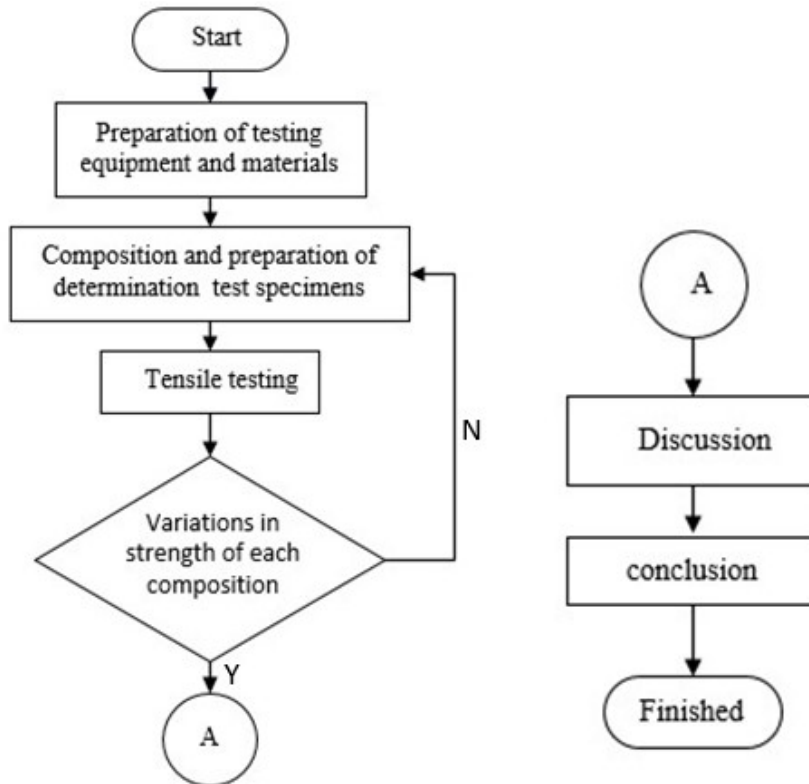 Start
Preparation of testing
equipment and materials
Composition and preparation of
determination test specimens
Tensile testing
N
Variations in
strength of each
composition
Y
A
A
Discussion
conclusion
Finished